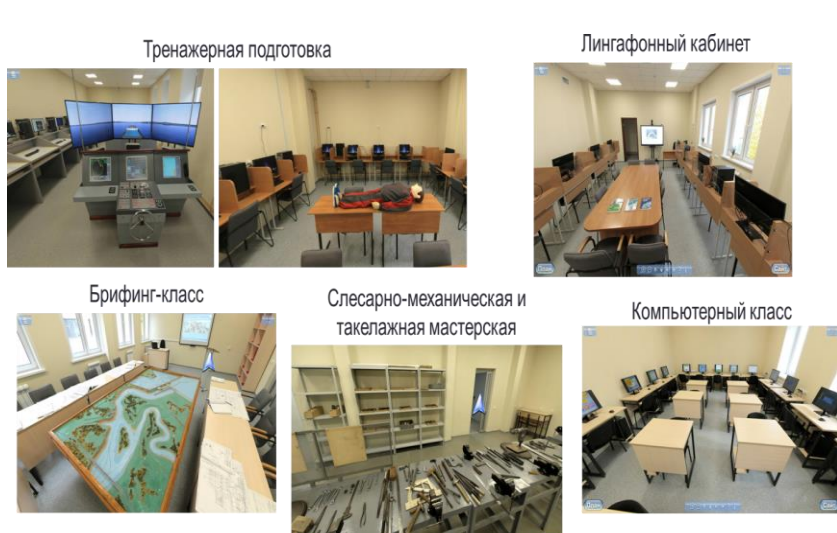 Тренажерная подготовка
Лингафонный кабинет
Брифинг-класс
Слесарно-механическая и
такелажная мастерская
Компьютерный класс